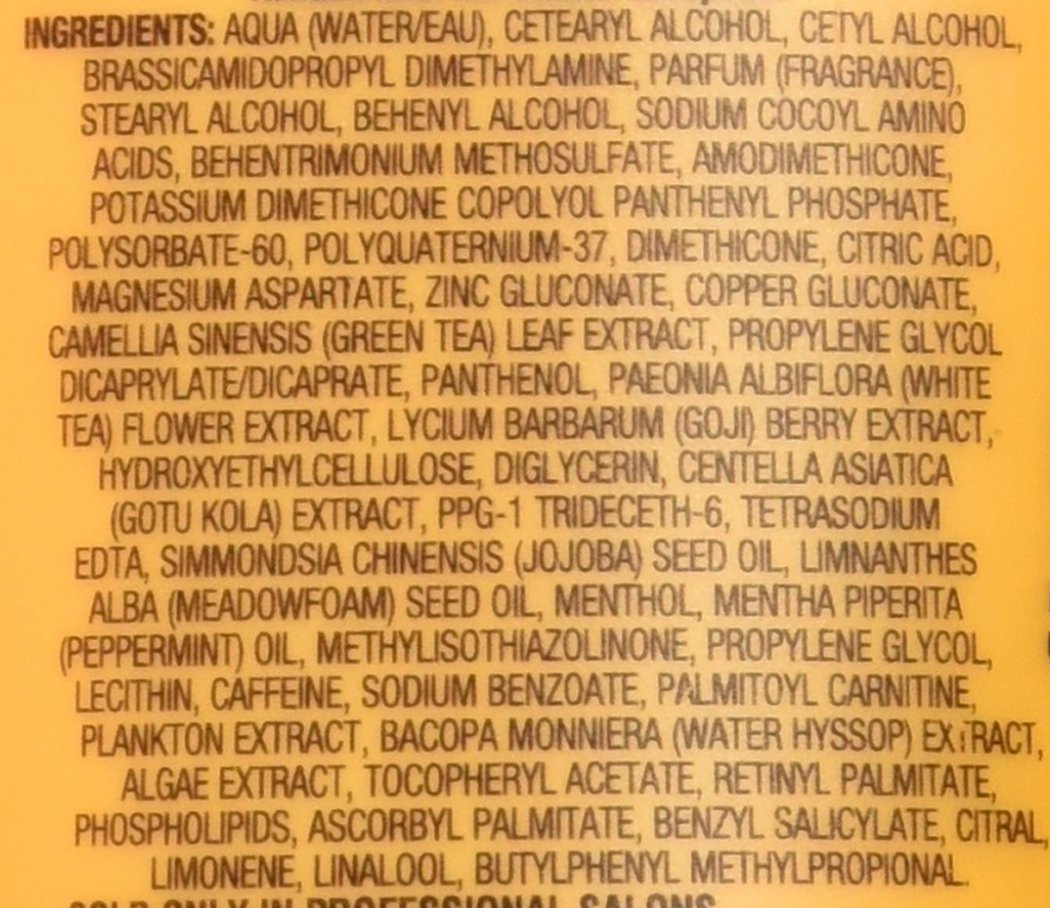 INGREDIENTS: AQUA (WATER/EAU), CETEARYL ALCOHOL, CETYL ALCOHOL,
BRASSICAMIDOPROPYL DIMETHYLAMINE, PARFUM (FRAGRANCE),
STEARYL ALCOHOL, BEHENYL ALCOHOL, SODIUM COCOYL AMINO
ACIDS, BEHENTRIMONIUM METHOSULFATE, AMODIMETHICONE,
POTASSIUM DIMETHICONE COPOLYOL PANTHENYL PHOSPHATE,
POLYSORBATE-60, POLYQUATERNIUM-37, DIMETHICONE, CITRIC ACID,
MAGNESIUM ASPARTATE, ZINC GLUCONATE, COPPER GLUCONATE,
CAMELLIA SINENSIS (GREEN TEA) LEAF EXTRACT, PROPYLENE GLYCOL
DICAPRYLATE/DICAPRATE, PANTHENOL, PAEONIA ALBIFLORA (WHITE
TEA) FLOWER EXTRACT, LYCIUM BARBARUM (GOJI) BERRY EXTRACT,
HYDROXYETHYLCELLULOSE, DIGLYCERIN, CENTELLA ASIATICA
(GOTU KOLA) EXTRACT, PPG-1 TRIDECETH-6, TETRASODIUM
EDTA, SIMMONDSIA CHINENSIS (JOJOBA) SEED OIL, LIMNANTHES
ALBA (MEADOWFOAM) SEED OIL, MENTHOL, MENTHA PIPERITA
(PEPPERMINT) OIL, METHYLISOTHIAZOLINONE, PROPYLENE GLYCOL,
LECITHIN, CAFFEINE, SODIUM BENZOATE, PALMITOYL CARNITINE,
PLANKTON EXTRACT, BACOPA MONNIERA (WATER HYSSOP) EXTRACT,
ALGAE EXTRACT, TOCOPHERYL ACETATE, RETINYL PALMITATE,
PHOSPHOLIPIDS, ASCORBYL PALMITATE, BENZYL SALICYLATE, CITRAL,
LIMONENE, LINALOOL, BUTYLPHENYL METHYLPROPIONAL.
SOLD ONLY IN PROFESSIONAL SALONS